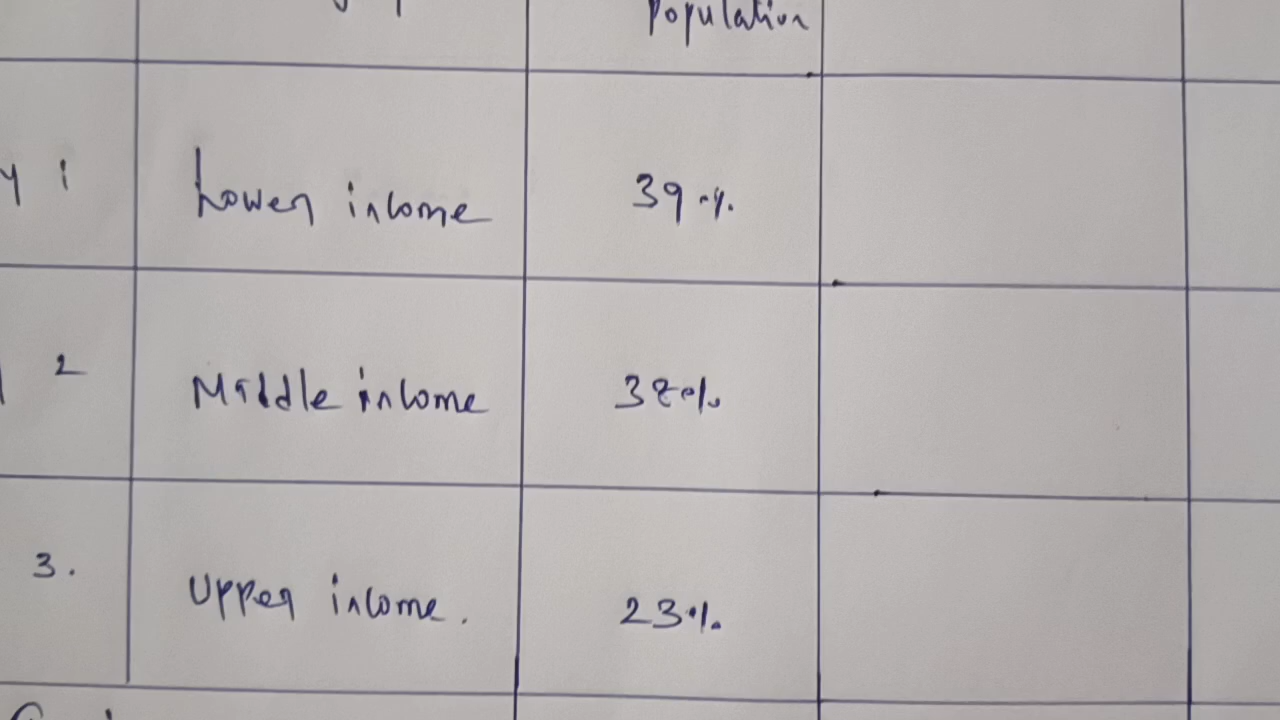 Population
1 Lower income 39%
2 Middle income 38%
3. Upper income. 23%